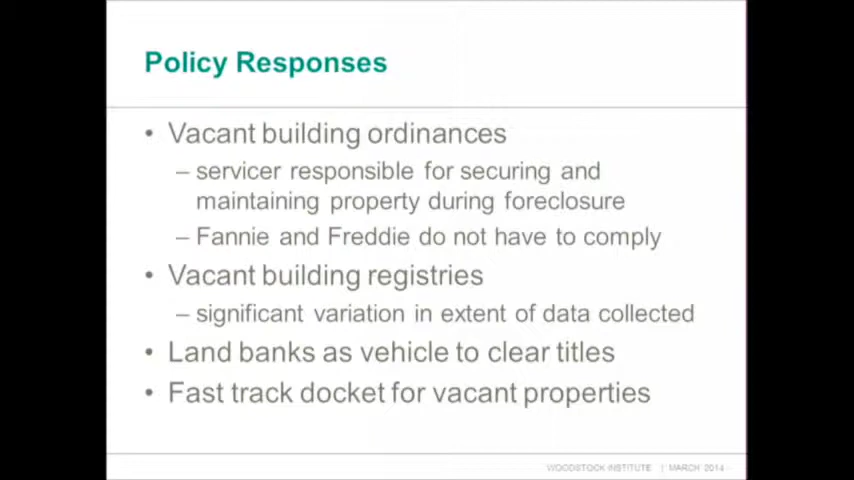 Policy Responses
• Vacant building ordinances
– servicer responsible for securing and
maintaining property during foreclosure
– Fannie and Freddie do not have to comply
• Vacant building registries
– significant variation in extent of data collected
• Land banks as vehicle to clear titles
• Fast track docket for vacant properties
WOODSTOCK INSTITUTE | MARCH 2014